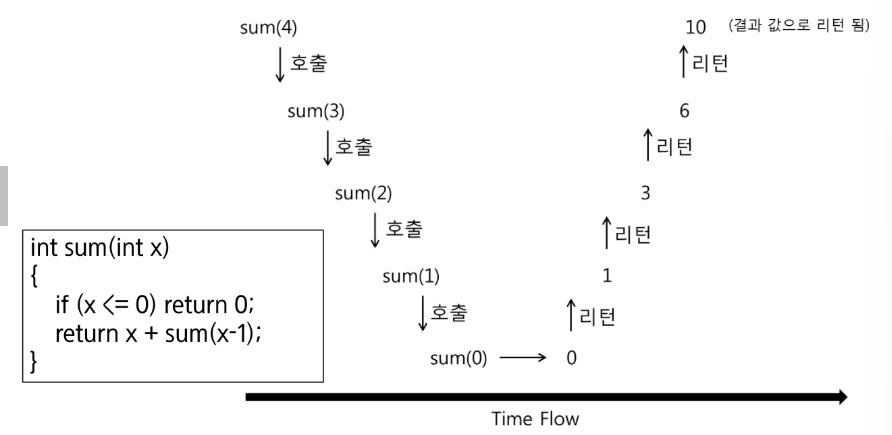 sum(4)
10 (결과 값으로 리턴 됨)
호출
리턴
sum(3)
6
호출
리턴
sum(2)
3
호출
리턴
sum(1)
1
호출
리턴
sum(0)
0
int sum(int x)
{
if (x <= 0) return 0;
return x + sum(x-1);
}
Time Flow